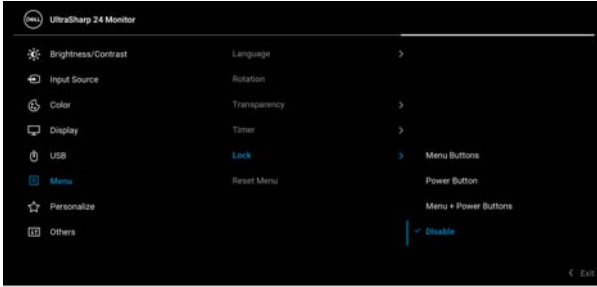 DELL
UltraSharp 24 Monitor
Brightness/Contrast
Input Source
Color
Display
USB
Menu
Personalize
Others
Language
Rotation
Transparency
Timer
Lock
Reset Menu
Menu Buttons
Power Button
Menu + Power Buttons
Disable
Exit